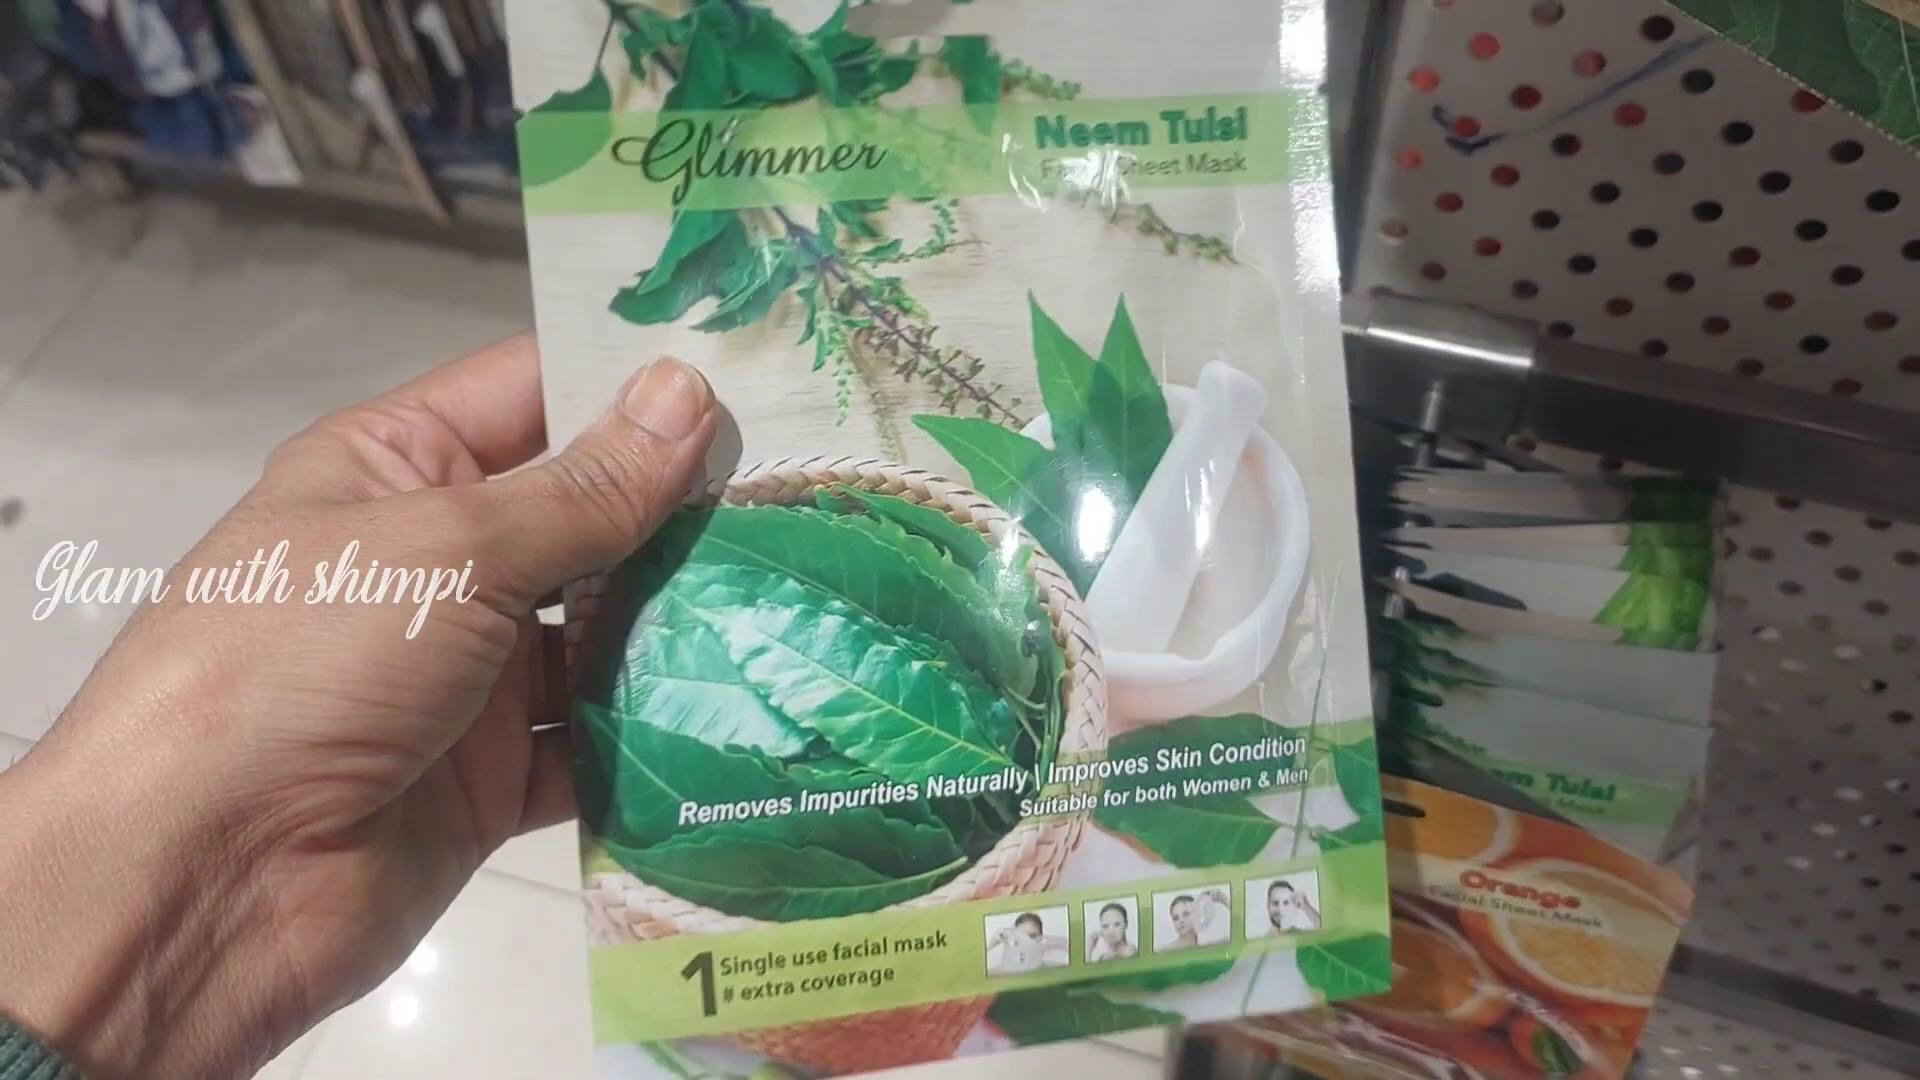 Glimmer
Neem Tulsi
Facial Sheet Mask
Glam with shimpi
Removes Impurities Naturally | Improves Skin Condition
Suitable for both Women & Men
1 Single use facial mask
# extra coverage
Tulsi
Orange
Facial Sheet Mask